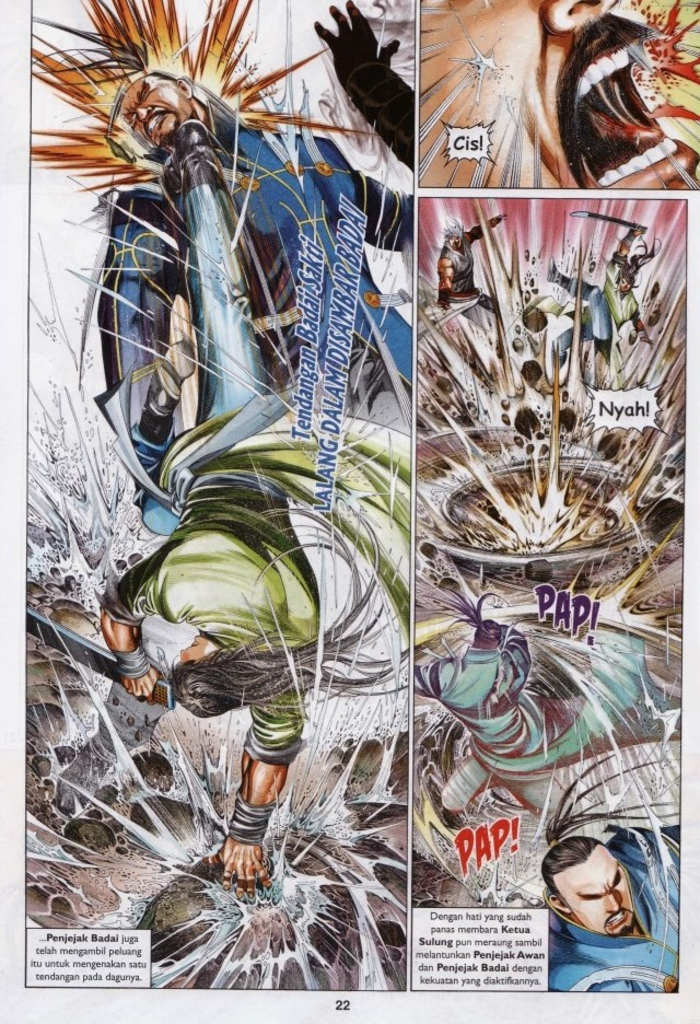 Tendangan Badai Sakti
LALANG DALAM DISAMBAR BADAI
...Penjejak Badai juga
telah mengambil peluang
itu untuk mengenakan satu
tendangan pada dagunya.
Cis!
Nyah!
PAP!
PAP!
Dengan hati yang sudah
panas membara Ketua
Sulung pun meraung sambil
melantunkan Penjejak Awan
dan Penjejak Badai dengan
kekuatan yang diaktifkannya.
22